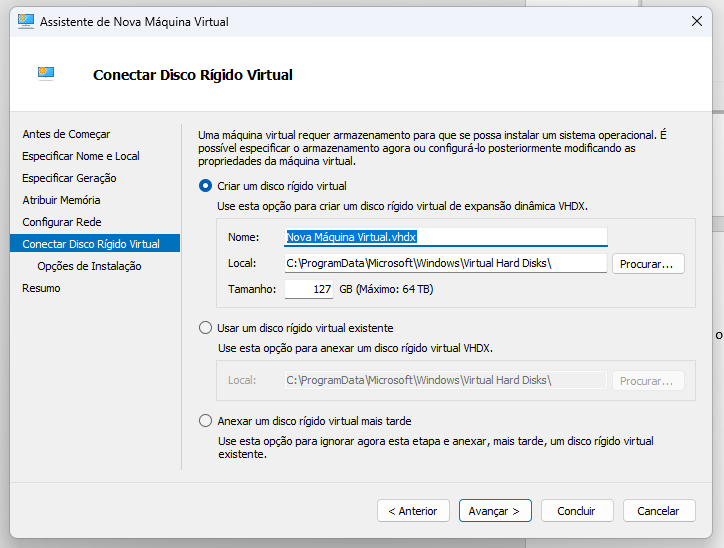 Assistente de Nova Máquina Virtual
Conectar Disco Rígido Virtual
Antes de Começar
Especificar Nome e Local
Especificar Geração
Atribuir Memória
Configurar Rede
Conectar Disco Rígido Virtual
Opções de Instalação
Resumo
Uma máquina virtual requer armazenamento para que se possa instalar um sistema operacional. É
possível especificar o armazenamento agora ou configurá-lo posteriormente modificando as
propriedades da máquina virtual.
Criar um disco rígido virtual
Use esta opção para criar um disco rígido virtual de expansão dinâmica VHDX.
Nome: Nova Máquina Virtual.vhdx
Local: C:\ProgramData\Microsoft\Windows\Virtual Hard Disks\ Procurar...
Tamanho: 127 GB (Máximo: 64 TB)
Usar um disco rígido virtual existente
Use esta opção para anexar um disco rígido virtual VHDX.
Local: C:\ProgramData\Microsoft\Windows\Virtual Hard Disks\ Procurar...
Anexar um disco rígido virtual mais tarde
Use esta opção para ignorar agora esta etapa e anexar, mais tarde, um disco rígido virtual
existente.
< Anterior Avançar > Concluir Cancelar
o